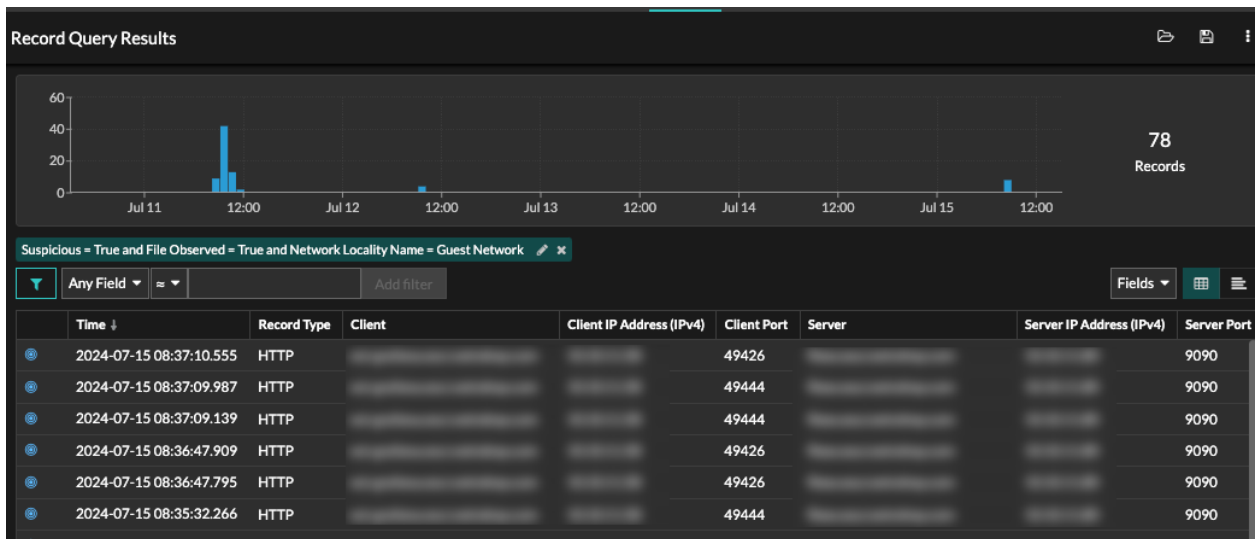 Record Query Results
60
40
20
0
Jul 11 12:00 Jul 12 12:00 Jul 13 12:00 Jul 14 12:00 Jul 15 12:00
78
Records
Suspicious = True and File Observed = True and Network Locality Name = Guest Network
Any Field ≈ Add filter Fields
Time ↓ Record Type Client Client IP Address (IPv4) Client Port Server Server IP Address (IPv4) Server Port
2024-07-15 08:37:10.555 HTTP 49426 9090
2024-07-15 08:37:09.987 HTTP 49444 9090
2024-07-15 08:37:09.139 HTTP 49444 9090
2024-07-15 08:36:47.909 HTTP 49426 9090
2024-07-15 08:36:47.795 HTTP 49426 9090
2024-07-15 08:35:32.266 HTTP 49444 9090